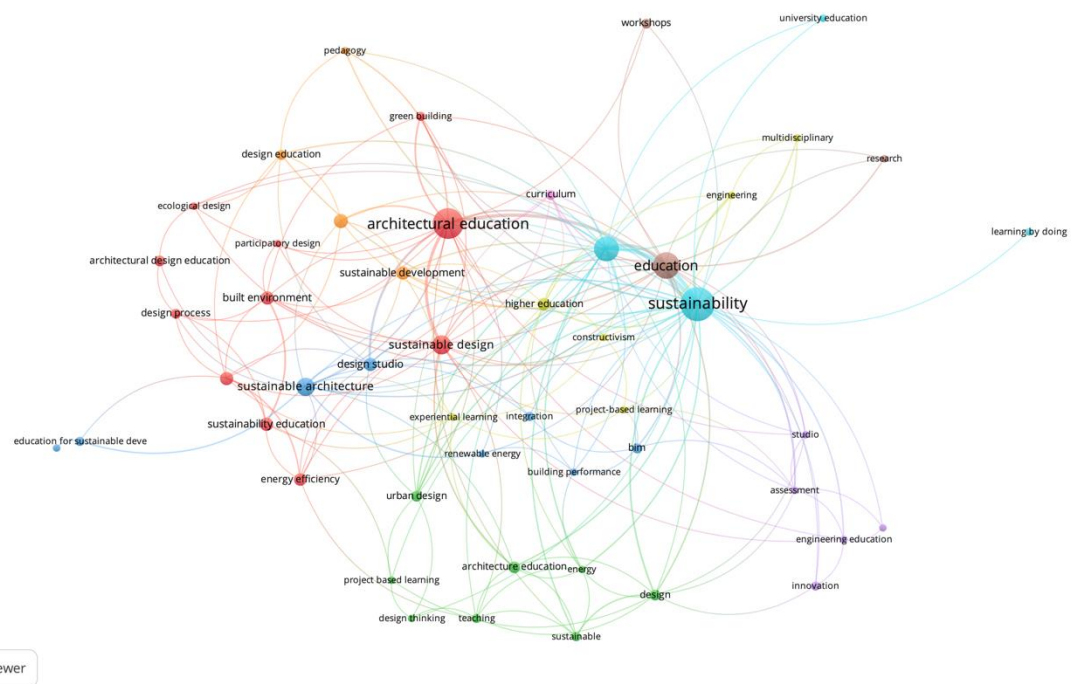 university education
workshops
pedagogy
green building
multidisciplinary
design education
research
curriculum
engineering
ecological design
architectural education
learning by doing
participatory design
architectural design education
education
sustainable development
built environment
higher education
sustainability
design process
constructivism
sustainable design
design studio
sustainable architecture
project-based learning
experiential learning
integration
sustainability education
studio
education for sustainable deve
bim
renewable energy
building performance
energy efficiency
assessment
urban design
engineering education
architecture education
energy
project based learning
innovation
design
design thinking
teaching
sustainable
ewer